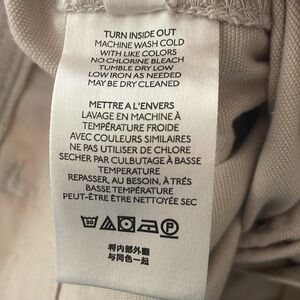 TURN INSIDE OUT
MACHINE WASH COLD
WITH LIKE COLORS
NO CHLORINE BLEACH
TUMBLE DRY LOW
LOW IRON AS NEEDED
MAY BE DRY CLEANED
METTRE A L'ENVERS
LAVAGE EN MACHINE À
TEMPÉRATURE FROIDE
AVEC COULEURS SIMILAIRES
NE PAS UTILISER DE CHLORE
SECHER PAR CULBUTAGE À BASSE
TEMPERATURE
REPASSER, AU BESOIN, À TRÉS
BASSE TEMPÉRATURE
PEUT-ÊTRE ÊTRE NETTOYÉE SEC
30 P
将内部外翻
与同色一起